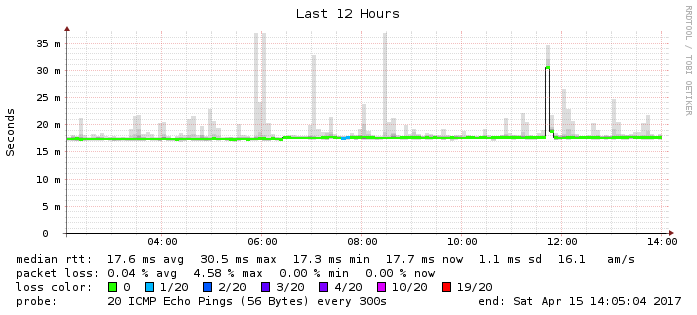 Last 12 Hours
RRDTOOL / TOBI OETIKER
Seconds
35 m
30 m
25 m
20 m
15 m
10 m
5 m
0
04:00 06:00 08:00 10:00 12:00 14:00
median rtt: 17.6 ms avg 30.5 ms max 17.3 ms min 17.7 ms now 1.1 ms sd 16.1 am/s
packet loss: 0.04 % avg 4.58 % max 0.00 % min 0.00 % now
loss color: 0 1/20 2/20 3/20 4/20 10/20 19/20
probe: 20 ICMP Echo Pings (56 Bytes) every 300s end: Sat Apr 15 14:05:04 2017